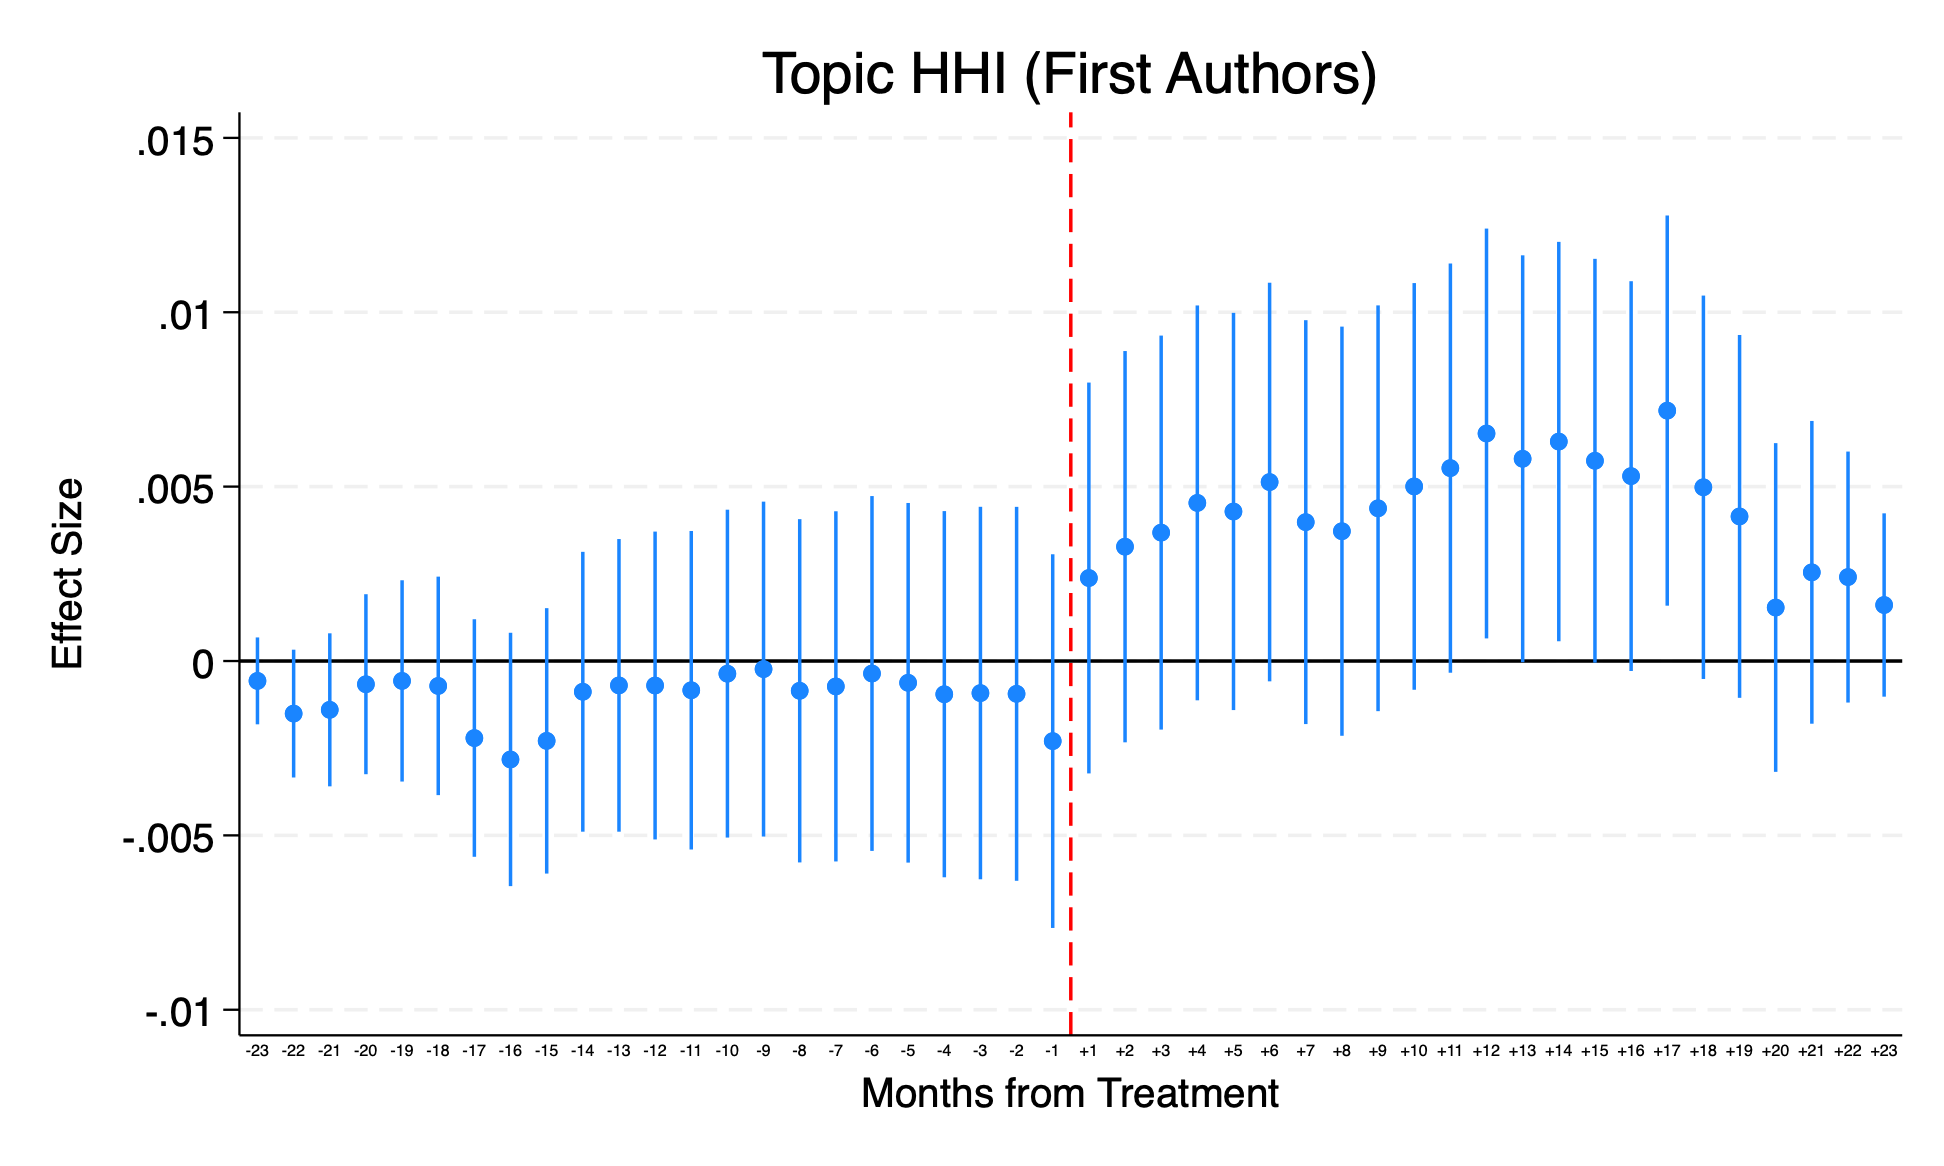 Topic HHI (First Authors)
.015
.01
.005
0
-.005
-.01
Effect Size
-23 -22 -21 -20 -19 -18 -17 -16 -15 -14 -13 -12 -11 -10 -9 -8 -7 -6 -5 -4 -3 -2 -1 +1 +2 +3 +4 +5 +6 +7 +8 +9 +10 +11 +12 +13 +14 +15 +16 +17 +18 +19 +20 +21 +22 +23
Months from Treatment